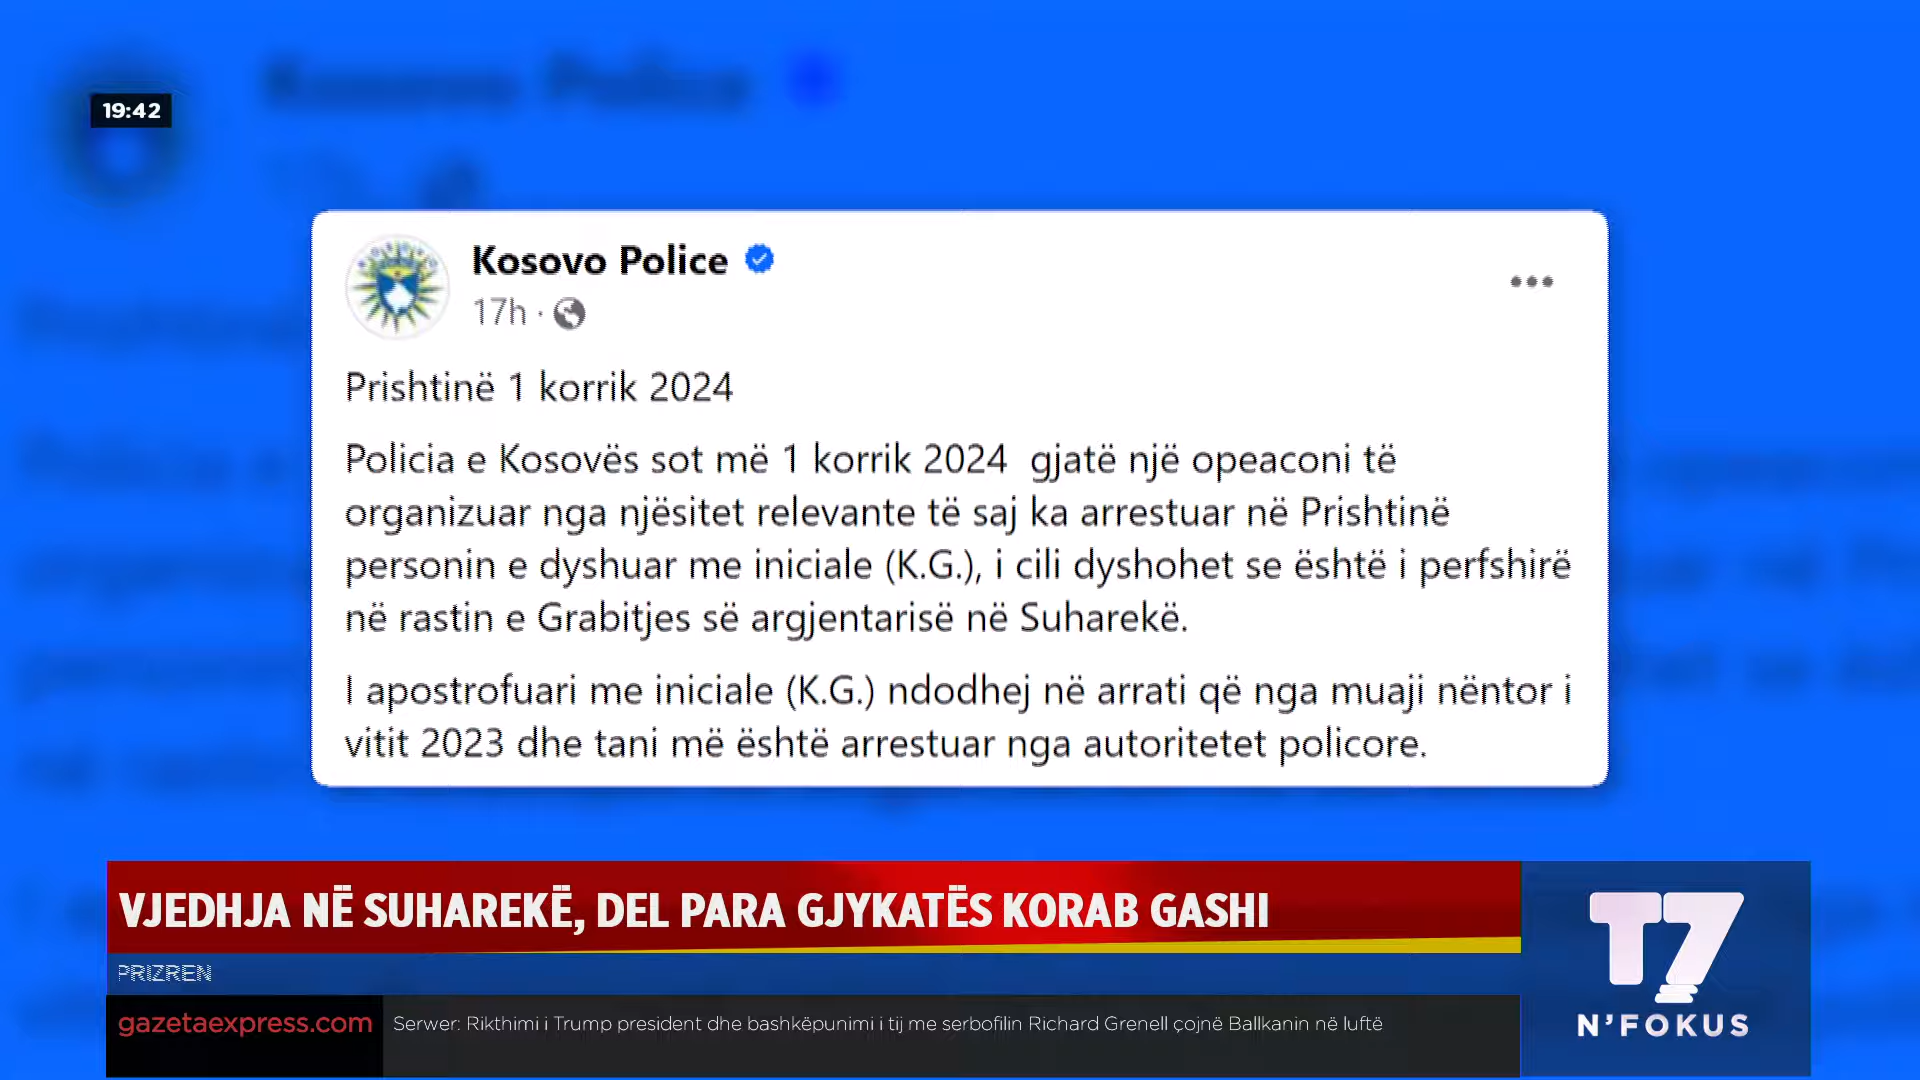 19:42
Kosovo Police
17h ·
Prishtinë 1 korrik 2024
Policia e Kosovës sot më 1 korrik 2024 gjatë një opeaconi të
organizuar nga njësitet relevante të saj ka arrestuar në Prishtinë
personin e dyshuar me iniciale (K.G.), i cili dyshohet se është i perfshirë
në rastin e Grabitjes së argjentarisë në Suharekë.
I apostrofuari me iniciale (K.G.) ndodhej në arrati që nga muaji nëntor i
vitit 2023 dhe tani më është arrestuar nga autoritetet policore.
VJEDHJA NË SUHAREKË, DEL PARA GJYKATËS KORAB GASHI
PRIZREN
gazetaexpress.com
Serwer: Rikthimi i Trump president dhe bashkëpunimi i tij me serbofilin Richard Grenell çojnë Ballkanin në luftë
T7
N'FOKUS